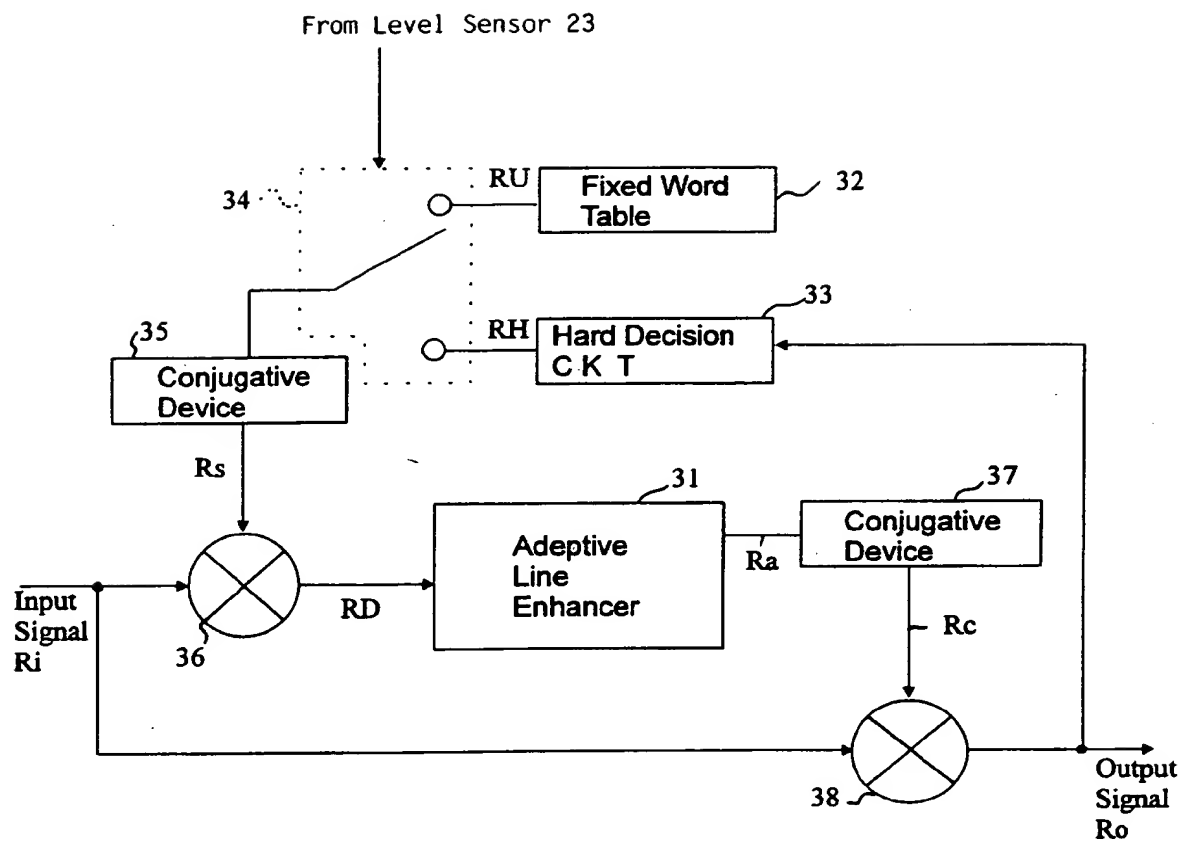 From Level Sensor 23
34
RU
Fixed Word
Table
32
35
RH
33
Hard Decision
C K T
Conjugative
Device
Rs
31
37
Adeptive
Line
Enhancer
Ra
Conjugative
Device
Input
Signal
Ri
36
RD
Rc
38
Output
Signal
Ro